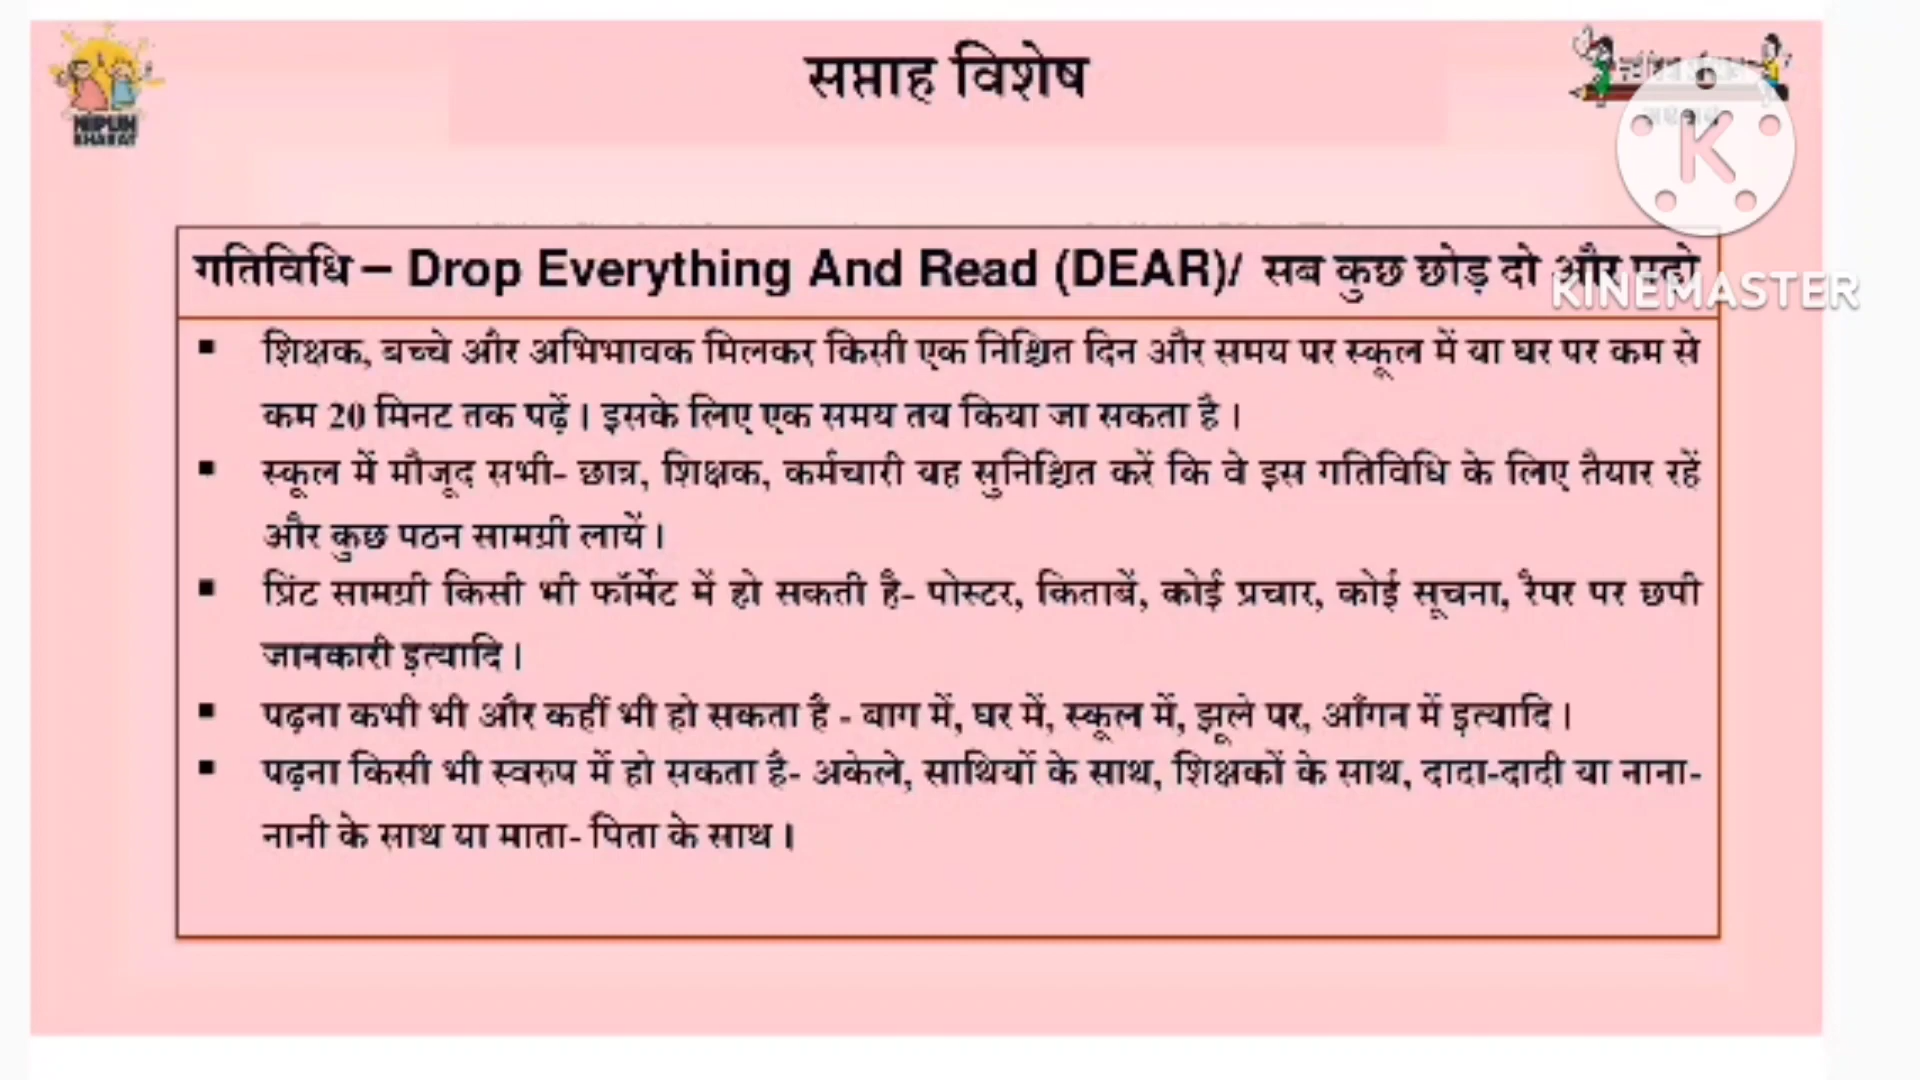 सप्ताह विशेष
NIPUN
BHARAT
K
KINEMASTER
गतिविधि – Drop Everything And Read (DEAR)/ सब कुछ छोड़ दो और पढ़ो
▪ शिक्षक, बच्चे और अभिभावक मिलकर किसी एक निश्चित दिन और समय पर स्कूल में या घर पर कम से
कम 20 मिनट तक पढ़ें। इसके लिए एक समय तय किया जा सकता है।
▪ स्कूल में मौजूद सभी- छात्र, शिक्षक, कर्मचारी यह सुनिश्चित करें कि वे इस गतिविधि के लिए तैयार रहें
और कुछ पठन सामग्री लायें।
▪ प्रिंट सामग्री किसी भी फॉर्मेट में हो सकती है- पोस्टर, किताबें, कोई प्रचार, कोई सूचना, रैपर पर छपी
जानकारी इत्यादि।
▪ पढ़ना कभी भी और कहीं भी हो सकता है - बाग में, घर में, स्कूल में, झूले पर, आँगन में इत्यादि।
▪ पढ़ना किसी भी स्वरुप में हो सकता है- अकेले, साथियों के साथ, शिक्षकों के साथ, दादा-दादी या नाना-
नानी के साथ या माता- पिता के साथ।